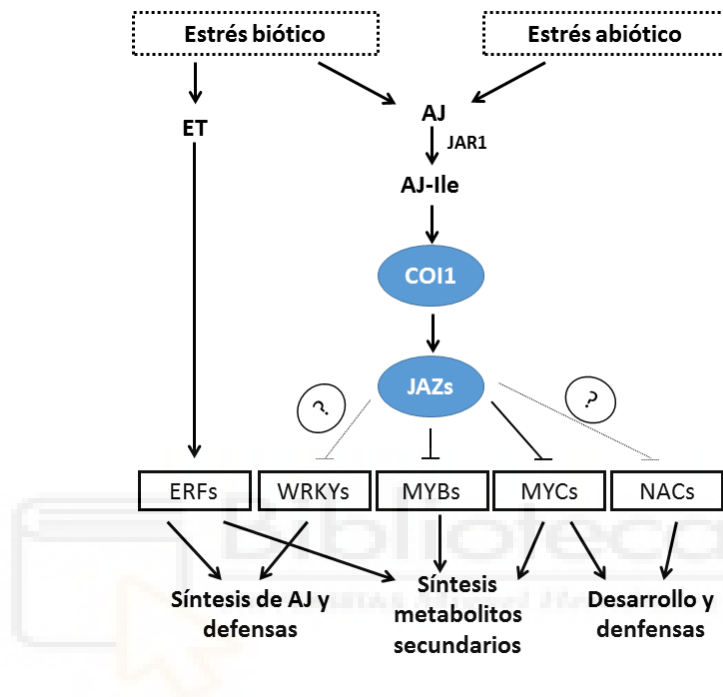 Estrés biótico
Estrés abiótico
ET
AJ
JAR1
AJ-Ile
COI1
JAZs
?
?
ERFs
WRKYs
MYBs
MYCs
NACs
Biblioteca
Síntesis de AJ y
defensas
Síntesis
metabolitos
secundarios
Desarrollo y
denfensas